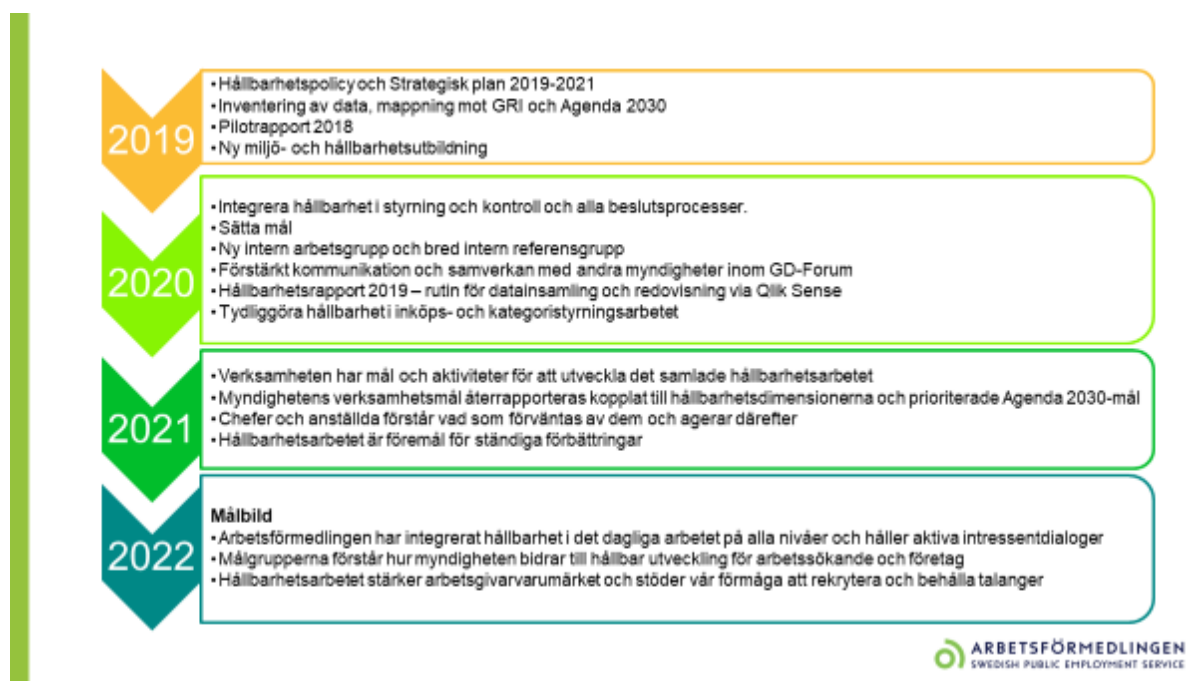 2019
•Hållbarhetspolicy och Strategisk plan 2019-2021
•Inventering av data, mappning mot GRI och Agenda 2030
•Pilotrapport 2018
•Ny miljö- och hållbarhetsutbildning
2020
•Integrera hållbarhet i styrning och kontroll och alla beslutsprocesser.
•Sätta mål
•Ny intern arbetsgrupp och bred intern referensgrupp
•Förstärkt kommunikation och samverkan med andra myndigheter inom GD-Forum
•Hållbarhetsrapport 2019 – rutin för datainsamling och redovisning via Qlik Sense
•Tydliggöra hållbarhet i inköps- och kategoristyrningsarbetet
2021
•Verksamheten har mål och aktiviteter för att utveckla det samlade hållbarhetsarbetet
•Myndighetens verksamhetsmål återrapporteras kopplat till hållbarhetsdimensionerna och prioriterade Agenda 2030-mål
•Chefer och anställda förstår vad som förväntas av dem och agerar därefter
•Hållbarhetsarbetet är föremål för ständiga förbättringar
2022
Målbild
•Arbetsförmedlingen har integrerat hållbarhet i det dagliga arbetet på alla nivåer och håller aktiva intressentdialoger
•Målgrupperna förstår hur myndigheten bidrar till hållbar utveckling för arbetssökande och företag
•Hållbarhetsarbetet stärker arbetsgivarvarumärket och stöder vår förmåga att rekrytera och behålla talanger
ARBETSFÖRMEDLINGEN
SWEDISH PUBLIC EMPLOYMENT SERVICE